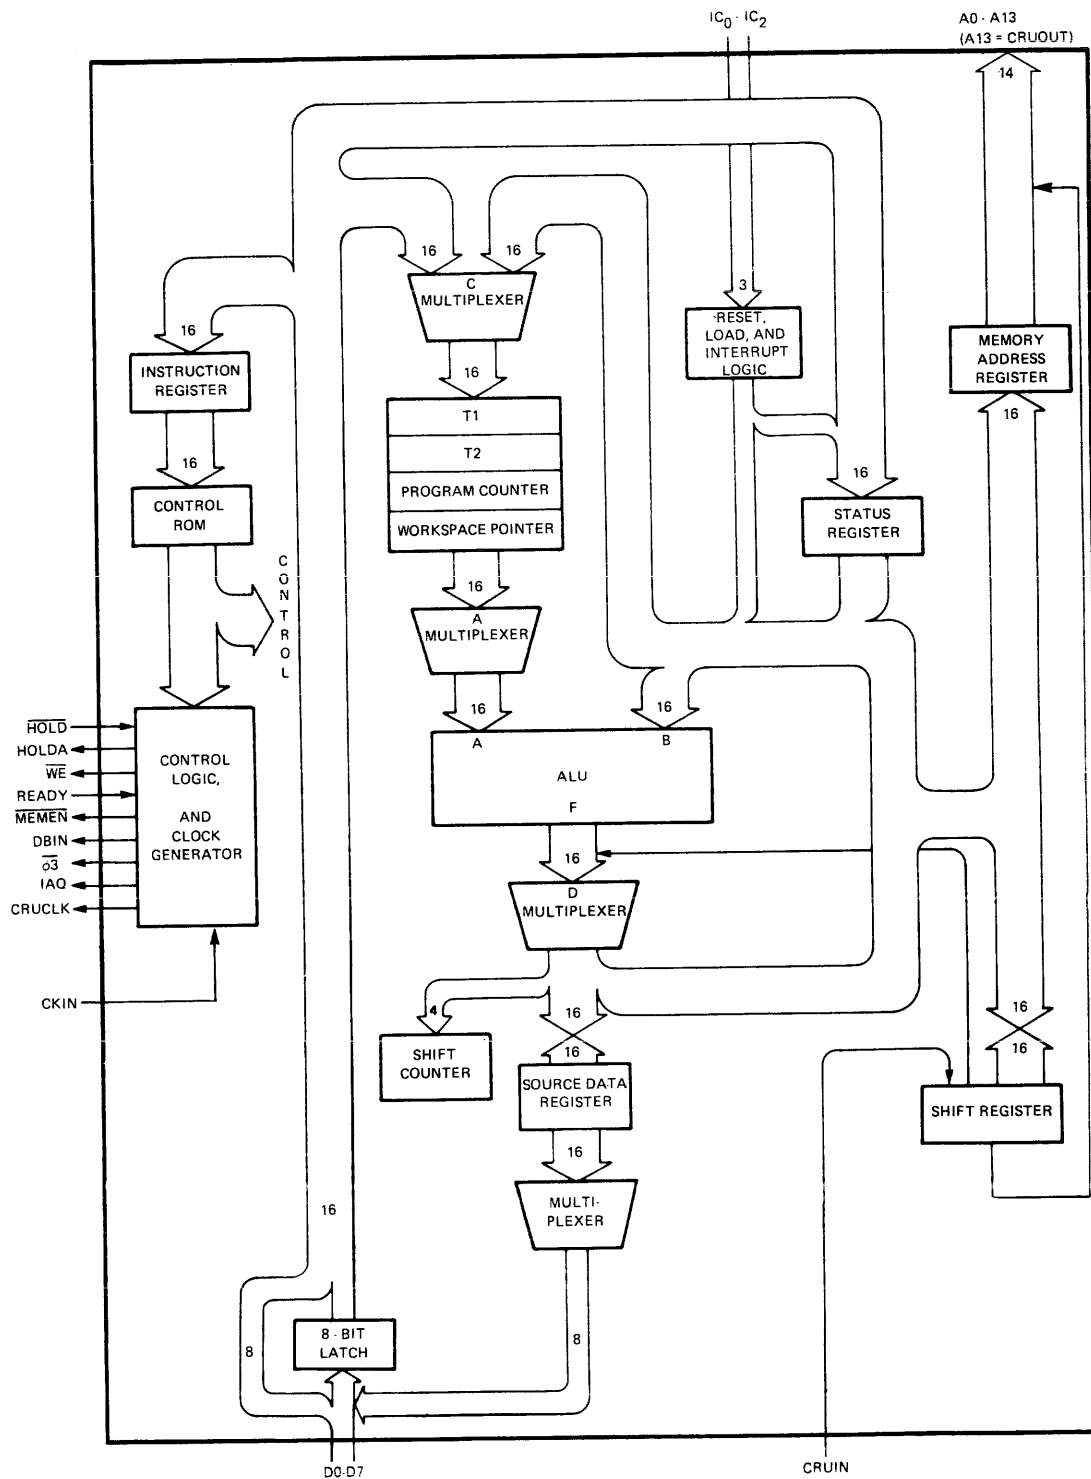 IC0 - IC2
A0 - A13
(A13 = CRUOUT)
14
16
16
C
MULTIPLEXER
3
RESET,
LOAD, AND
INTERRUPT
LOGIC
MEMORY
ADDRESS
REGISTER
16
16
INSTRUCTION
REGISTER
16
T1
T2
PROGRAM COUNTER
WORKSPACE POINTER
16
CONTROL
ROM
16
STATUS
REGISTER
CONTROL
16
A
MULTIPLEXER
16
16
A
B
ALU
F
HOLD
HOLDA
WE
READY
MEMEN
DBIN
φ3
IAQ
CRUCLK
CONTROL
LOGIC,
AND
CLOCK
GENERATOR
CKIN
16
D
MULTIPLEXER
4
SHIFT
COUNTER
16
16
SOURCE DATA
REGISTER
16
16
SHIFT REGISTER
16
MULTI-
PLEXER
16
8
8 - BIT
LATCH
8
D0-D7
CRUIN